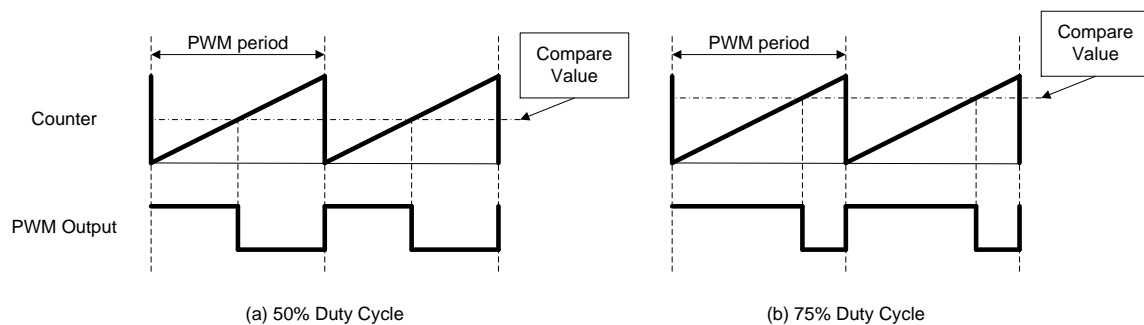 PWM period
Compare
Value
PWM period
Compare
Value
Counter
PWM Output
(a) 50% Duty Cycle
(b) 75% Duty Cycle